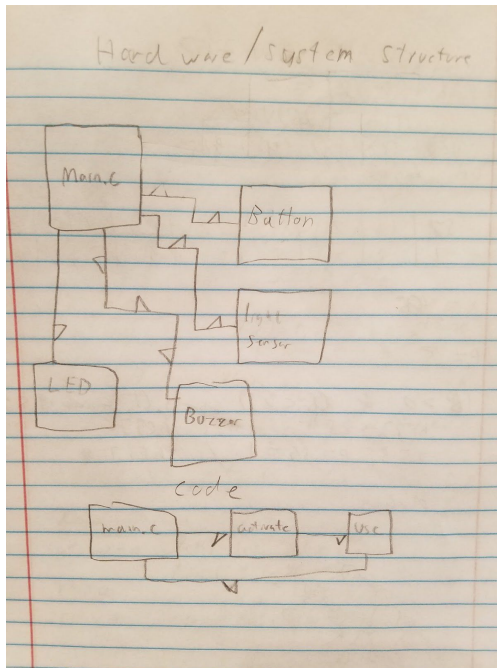 Hardware/system structure
Main.c
Button
light
sensor
LED
Buzzer
code
main.c
activate
use